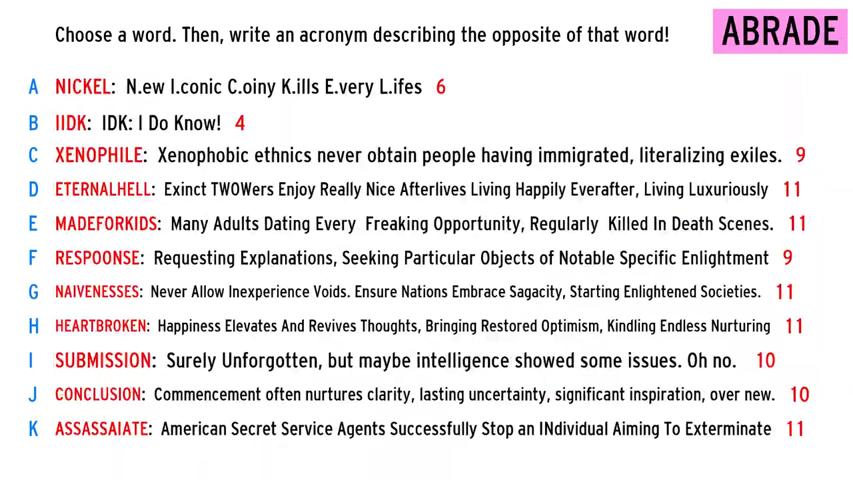 Choose a word. Then, write an acronym describing the opposite of that word!
ABRADE
A NICKEL: N.ew I.conic C.oiny K.ills E.very L.ifes 6
B IIDK: IDK: I Do Know! 4
C XENOPHILE: Xenophobic ethnics never obtain people having immigrated, literalizing exiles. 9
D ETERNALHELL: Exinct TWOWers Enjoy Really Nice Afterlives Living Happily Everafter, Living Luxuriously 11
E MADEFORKIDS: Many Adults Dating Every Freaking Opportunity, Regularly Killed In Death Scenes. 11
F RESPOONSE: Requesting Explanations, Seeking Particular Objects of Notable Specific Enlightment 9
G NAIVENESSES: Never Allow Inexperience Voids. Ensure Nations Embrace Sagacity, Starting Enlightened Societies. 11
H HEARTBROKEN: Happiness Elevates And Revives Thoughts, Bringing Restored Optimism, Kindling Endless Nurturing 11
I SUBMISSION: Surely Unforgotten, but maybe intelligence showed some issues. Oh no. 10
J CONCLUSION: Commencement often nurtures clarity, lasting uncertainty, significant inspiration, over new. 10
K ASSASSAIATE: American Secret Service Agents Successfully Stop an INdividual Aiming To Exterminate 11